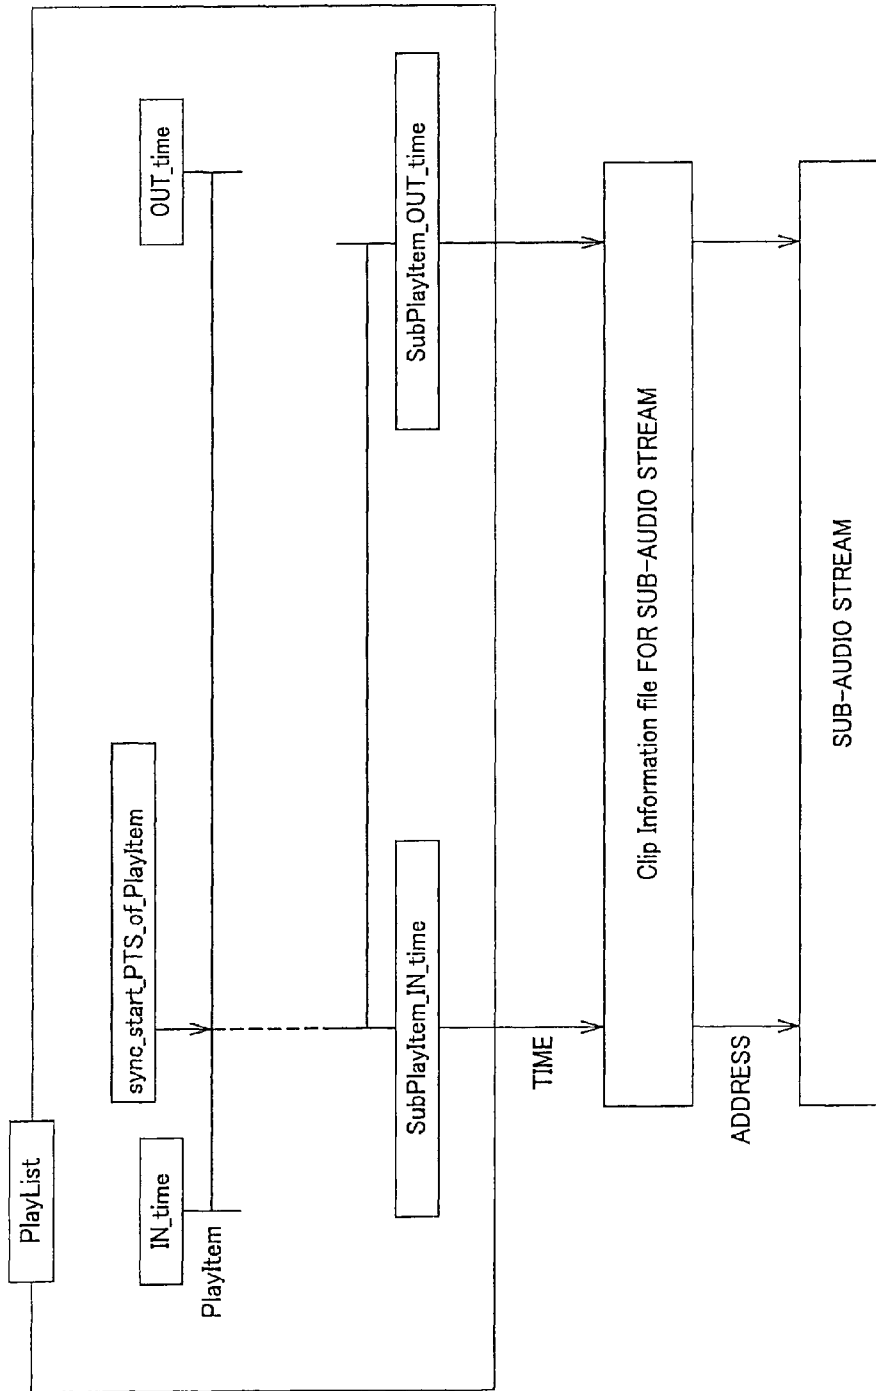 PlayList
IN_time
sync_start_PTS_of_PlayItem
OUT_time
PlayItem
SubPlayItem_IN_time
SubPlayItem_OUT_time
TIME
Clip Information file FOR SUB-AUDIO STREAM
ADDRESS
SUB-AUDIO STREAM